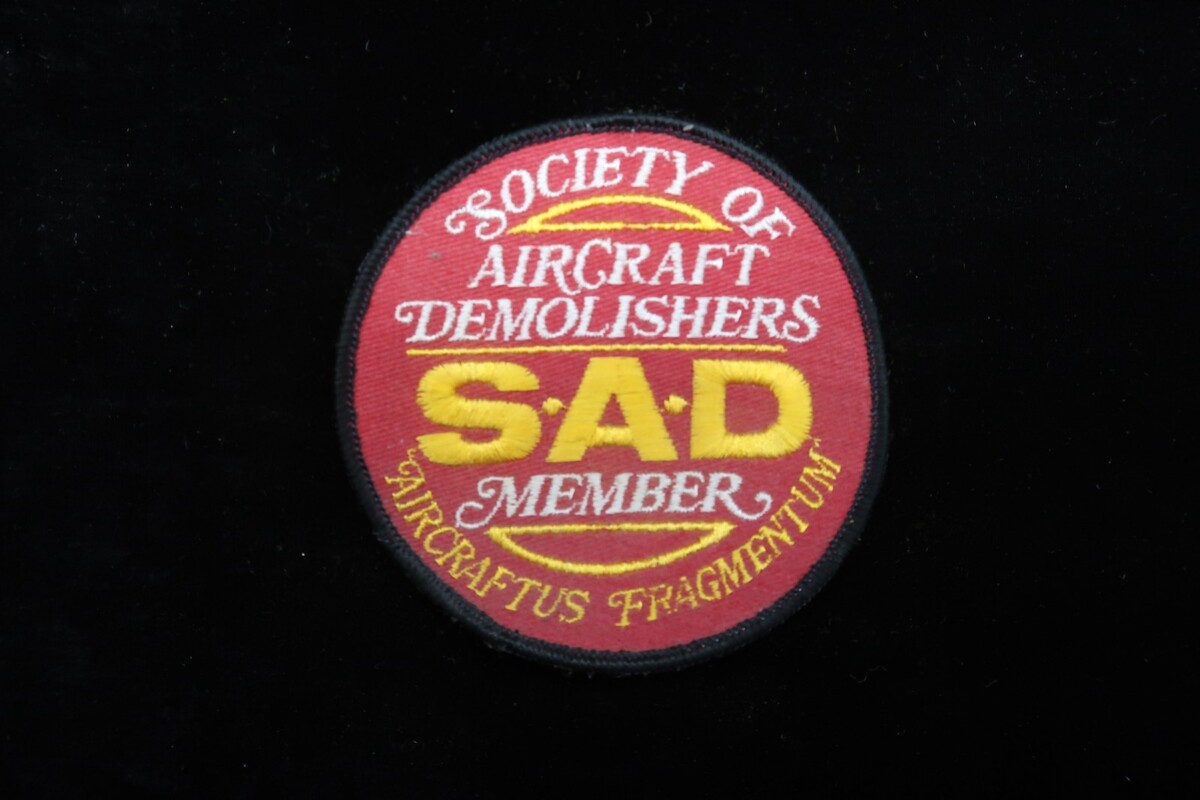 SOCIETY OF
AIRCRAFT
DEMOLISHERS
S·A·D
MEMBER
"AIRCRAFTUS FRAGMENTUM"